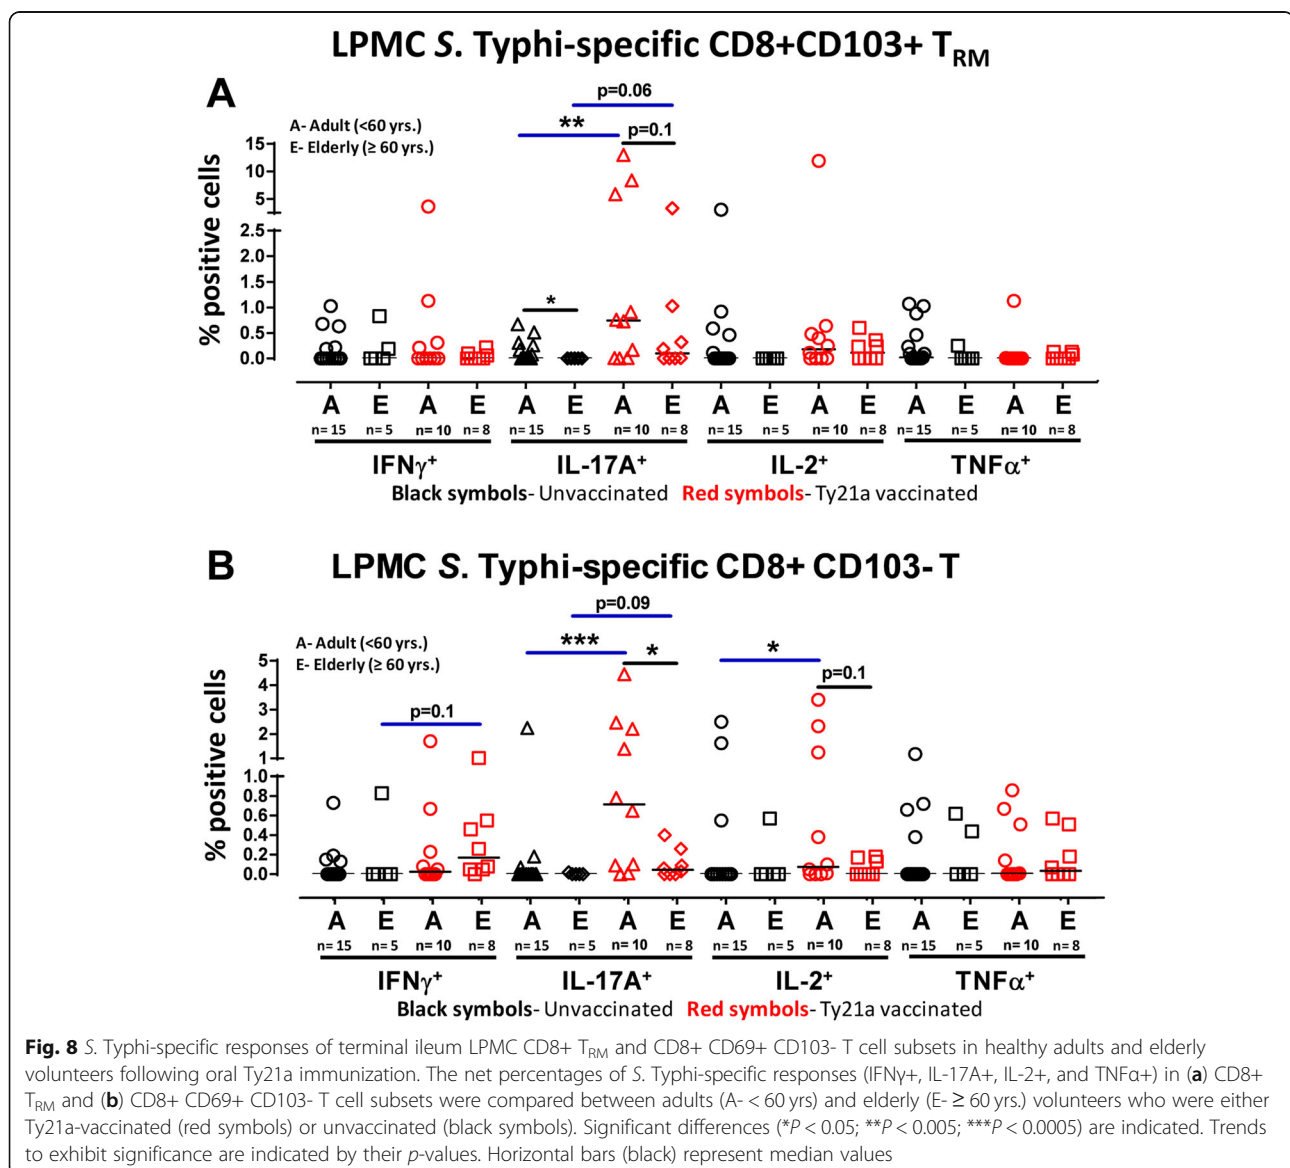 LPMC S. Typhi-specific CD8+CD103+ TRM
A
p=0.06
A- Adult (<60 yrs.)
** p=0.1
E- Elderly (≥ 60 yrs.)
15
10
5
2.5
2.0
1.5
1.0
0.5
0.0
% positive cells
*
A E A E A E A E A E A E A E A E
n= 15 n= 5 n= 10 n= 8 n= 15 n= 5 n= 10 n= 8 n= 15 n= 5 n= 10 n= 8 n= 15 n= 5 n= 10 n= 8
IFNγ+ IL-17A+ IL-2+ TNFα+
Black symbols- Unvaccinated Red symbols- Ty21a vaccinated
B LPMC S. Typhi-specific CD8+ CD103- T
p=0.09
A- Adult (<60 yrs.)
*** * *
E- Elderly (≥ 60 yrs.)
p=0.1
p=0.1
5
4
3
2
1
1.0
0.8
0.6
0.4
0.2
0.0
% positive cells
A E A E A E A E A E A E A E A E
n= 15 n= 5 n= 10 n= 8 n= 15 n= 5 n= 10 n= 8 n= 15 n= 5 n= 10 n= 8 n= 15 n= 5 n= 10 n= 8
IFNγ+ IL-17A+ IL-2+ TNFα+
Black symbols- Unvaccinated Red symbols- Ty21a vaccinated
Fig. 8 S. Typhi-specific responses of terminal ileum LPMC CD8+ TRM and CD8+ CD69+ CD103- T cell subsets in healthy adults and elderly
volunteers following oral Ty21a immunization. The net percentages of S. Typhi-specific responses (IFNγ+, IL-17A+, IL-2+, and TNFα+) in (a) CD8+
TRM and (b) CD8+ CD69+ CD103- T cell subsets were compared between adults (A- < 60 yrs) and elderly (E- ≥ 60 yrs.) volunteers who were either
Ty21a-vaccinated (red symbols) or unvaccinated (black symbols). Significant differences (*P < 0.05; **P < 0.005; ***P < 0.0005) are indicated. Trends
to exhibit significance are indicated by their p-values. Horizontal bars (black) represent median values